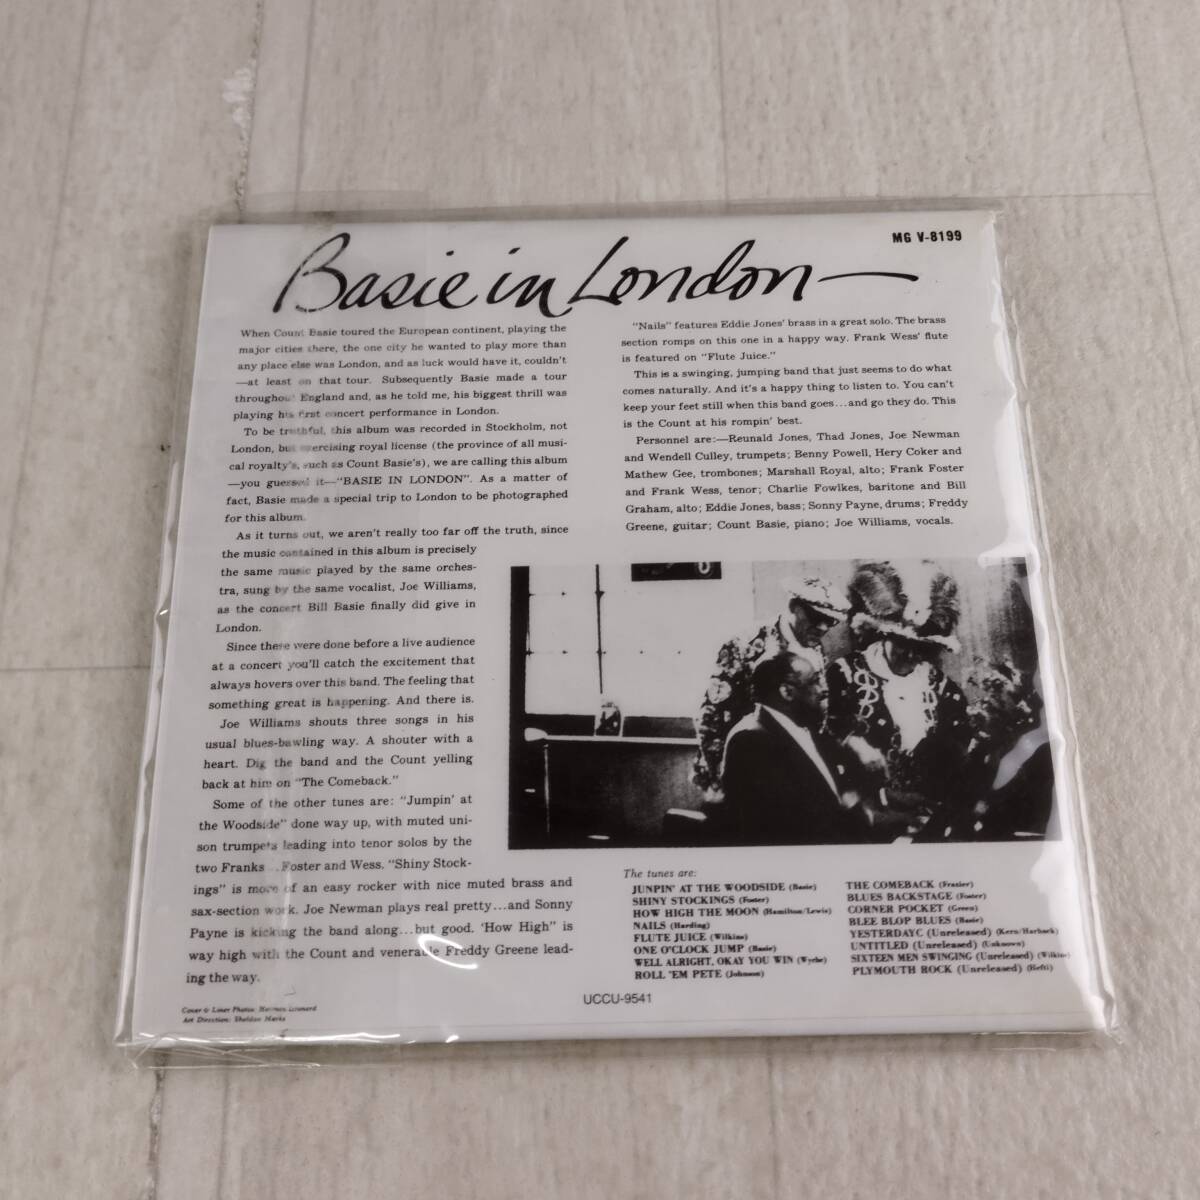 MG V-8199
Basie in London
When Count Basie toured the European continent, playing the
major cities there, the one city he wanted to play more than
any place else was London, and as luck would have it, couldn't
—at least on that tour. Subsequently Basie made a tour
throughout England and, as he told me, his biggest thrill was
playing his first concert performance in London.
To be truthful, this album was recorded in Stockholm, not
London, but exercising royal license (the province of all musi-
cal royalty's, such as Count Basie's), we are calling this album
—you guessed it—"BASIE IN LONDON". As a matter of
fact, Basie made a special trip to London to be photographed
for this album.
As it turns out, we aren't really too far off the truth, since
the music contained in this album is precisely
the same music played by the same orches-
tra, sung by the same vocalist, Joe Williams,
as the concert Bill Basie finally did give in
London.
Since these were done before a live audience
at a concert you'll catch the excitement that
always hovers over this band. The feeling that
something great is happening. And there is.
Joe Williams shouts three songs in his
usual blues-bawling way. A shouter with a
heart. Dig the band and the Count yelling
back at him on "The Comeback."
Some of the other tunes are: "Jumpin' at
the Woodside" done way up, with muted uni-
son trumpets leading into tenor solos by the
two Franks...Foster and Wess. "Shiny Stock-
ings" is more of an easy rocker with nice muted brass and
sax-section work. Joe Newman plays real pretty...and Sonny
Payne is kicking the band along...but good. 'How High" is
way high with the Count and venerable Freddy Greene lead-
ing the way.
Cover & Liner Photos: Herman Leonard
Art Direction: Sheldon Marks
"Nails" features Eddie Jones' brass in a great solo. The brass
section romps on this one in a happy way. Frank Wess' flute
is featured on "Flute Juice."
This is a swinging, jumping band that just seems to do what
comes naturally. And it's a happy thing to listen to. You can't
keep your feet still when this band goes...and go they do. This
is the Count at his rompin' best.
Personnel are:—Reunald Jones, Thad Jones, Joe Newman
and Wendell Culley, trumpets; Benny Powell, Hery Coker and
Mathew Gee, trombones; Marshall Royal, alto; Frank Foster
and Frank Wess, tenor; Charlie Fowlkes, baritone and Bill
Graham, alto; Eddie Jones, bass; Sonny Payne, drums; Freddy
Greene, guitar; Count Basie, piano; Joe Williams, vocals.
The tunes are:
JUNPIN' AT THE WOODSIDE (Basie)
SHINY STOCKINGS (Foster)
HOW HIGH THE MOON (Hamilton/Lewis)
NAILS (Harding)
FLUTE JUICE (Wilkins)
ONE O'CLOCK JUMP (Basie)
WELL ALRIGHT, OKAY YOU WIN (Wyche)
ROLL 'EM PETE (Johnson)
THE COMEBACK (Frazier)
BLUES BACKSTAGE (Foster)
CORNER POCKET (Green)
BLEE BLOP BLUES (Basie)
YESTERDAYC (Unreleased) (Kern/Harback)
UNTITLED (Unreleased) (Unknown)
SIXTEEN MEN SWINGING (Unreleased) (Wilkins)
PLYMOUTH ROCK (Unreleased) (Hefti)
UCCU-9541